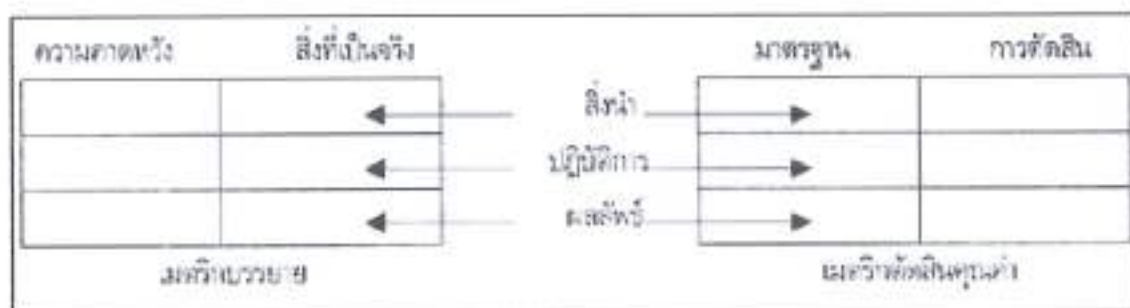 ความคาดหวัง สิ่งที่เป็นจริง มาตรฐาน การตัดสิน
สิ่งนำ
ปฏิบัติการ
ผลลัพธ์
เมตริกบรรยาย เมตริกตัดสินคุณค่า